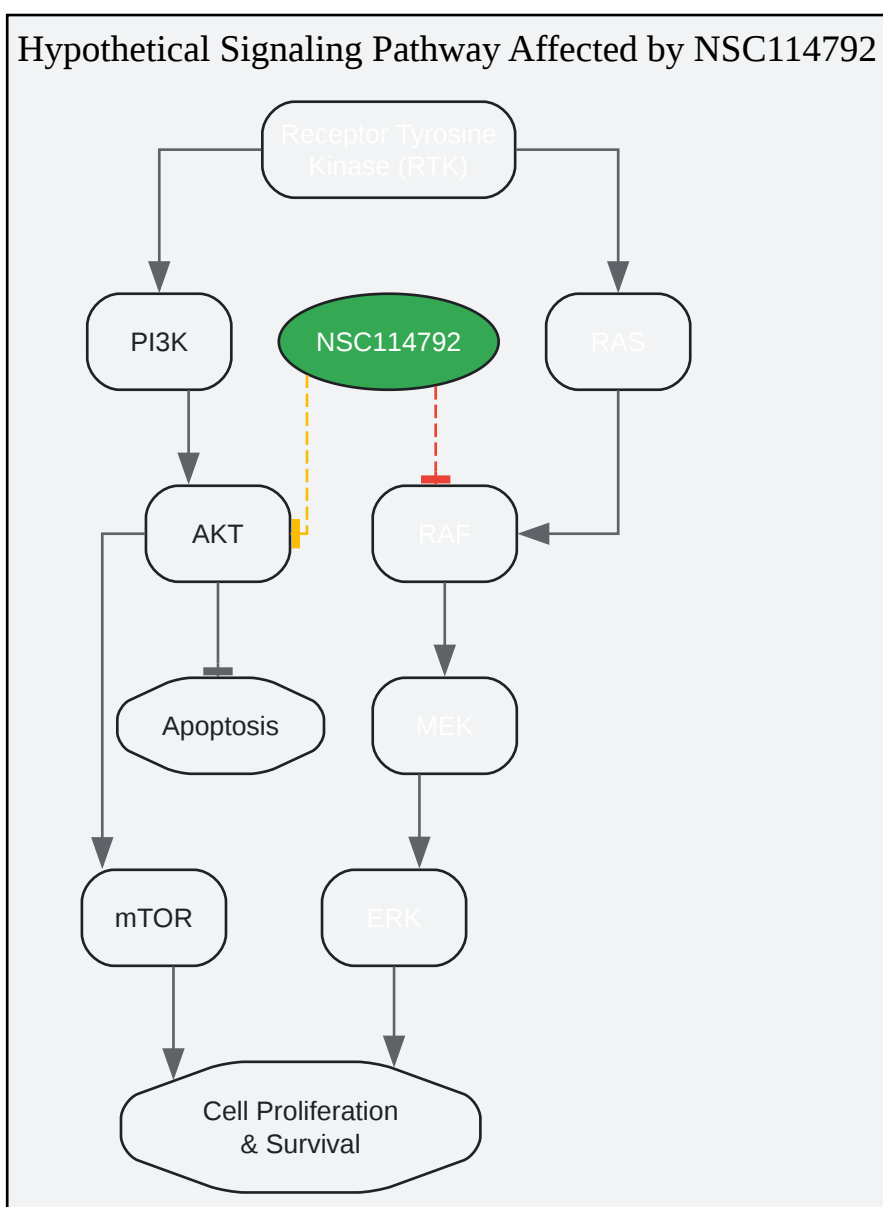 Hypothetical Signaling Pathway Affected by NSC114792
Receptor Tyrosine
Kinase (RTK)
PI3K
NSC114792
RAS
AKT
RAF
Apoptosis
MEK
mTOR
ERK
Cell Proliferation
& Survival